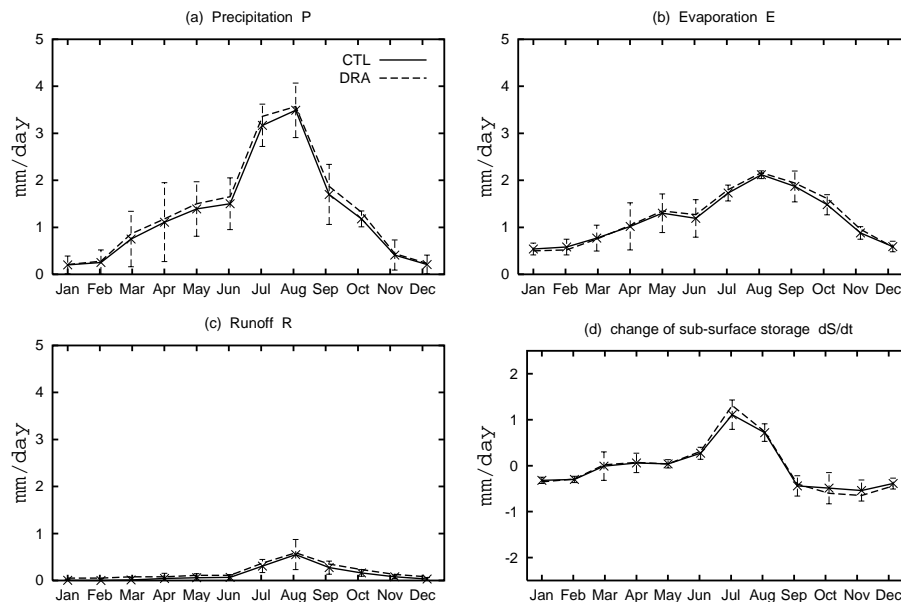 (a) Precipitation P
mm/day
5
4
3
2
1
0
CTL
DRA
Jan Feb Mar Apr May Jun Jul Aug Sep Oct Nov Dec
(b) Evaporation E
mm/day
5
4
3
2
1
0
Jan Feb Mar Apr May Jun Jul Aug Sep Oct Nov Dec
(c) Runoff R
mm/day
5
4
3
2
1
0
Jan Feb Mar Apr May Jun Jul Aug Sep Oct Nov Dec
(d) change of sub-surface storage dS/dt
mm/day
2
1
0
-1
-2
Jan Feb Mar Apr May Jun Jul Aug Sep Oct Nov Dec